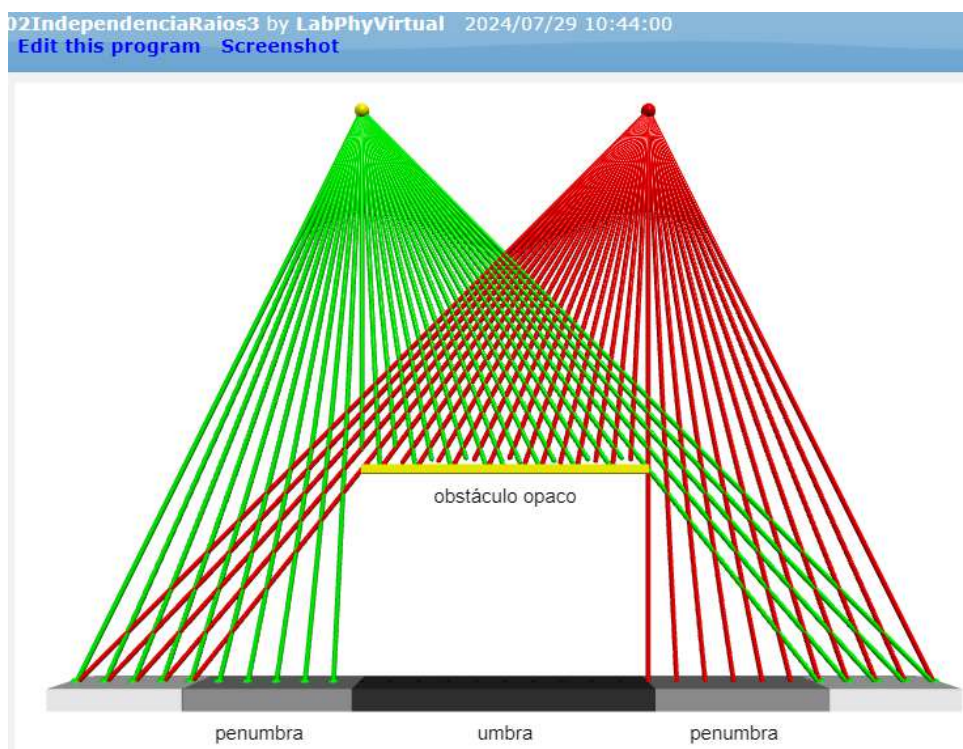 02IndependenciaRaios3 by LabPhyVirtual 2024/07/29 10:44:00
Edit this program Screenshot
obstáculo opaco
penumbra umbra penumbra